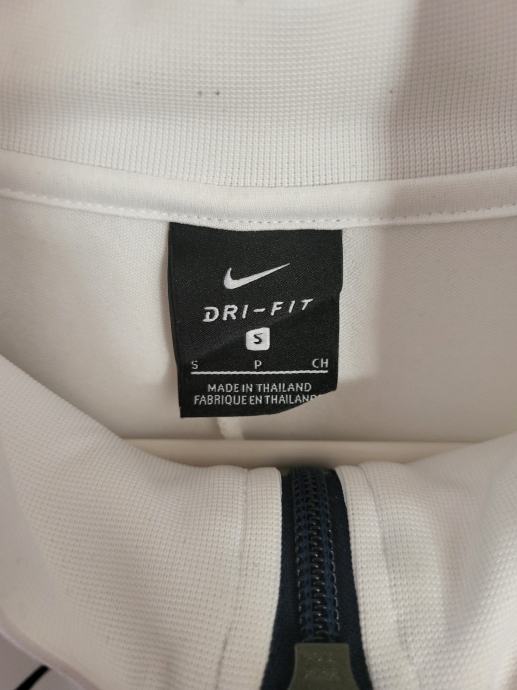 DRI-FIT
S
S P CH
MADE IN THAILAND
FABRIQUE EN THAILANDE